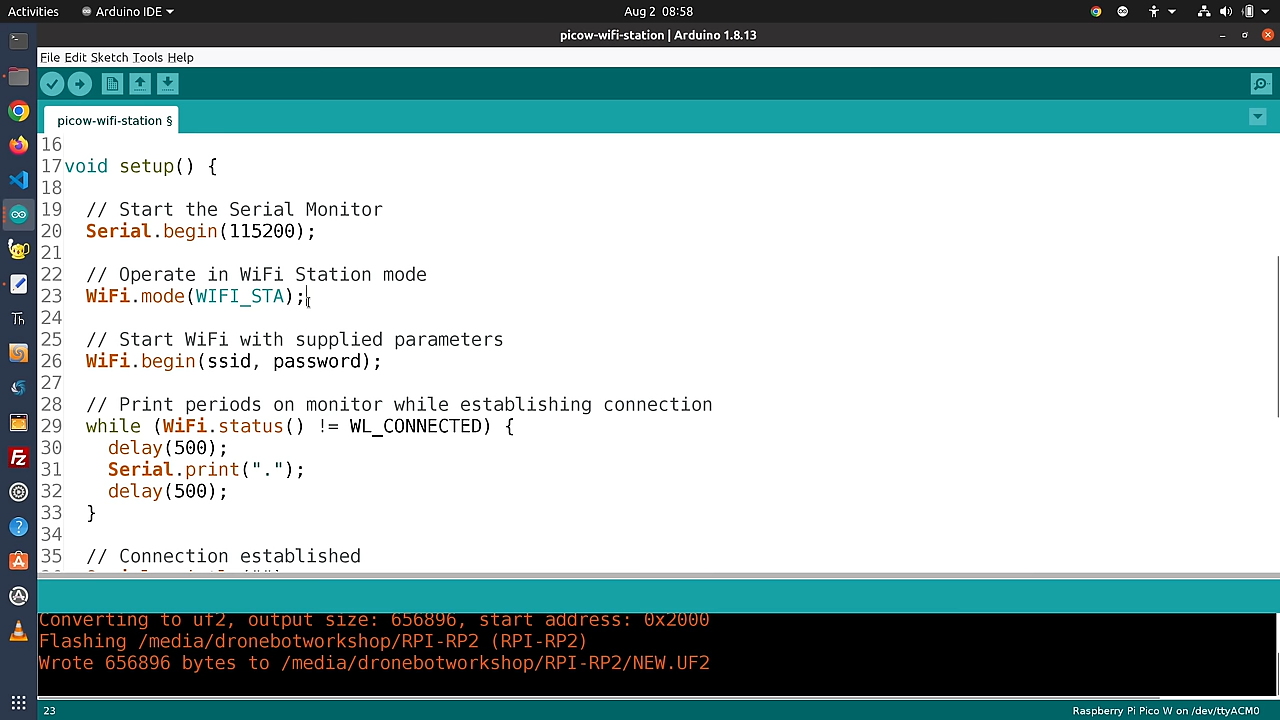 Activities Arduino IDE Aug 2 08:58
picow-wifi-station | Arduino 1.8.13
File Edit Sketch Tools Help
picow-wifi-station §
16
17 void setup() {
18
19 // Start the Serial Monitor
20 Serial.begin(115200);
21
22 // Operate in WiFi Station mode
23 WiFi.mode(WIFI_STA);
24
25 // Start WiFi with supplied parameters
26 WiFi.begin(ssid, password);
27
28 // Print periods on monitor while establishing connection
29 while (WiFi.status() != WL_CONNECTED) {
30 delay(500);
31 Serial.print(".");
32 delay(500);
33 }
34
35 // Connection established
Converting to uf2, output size: 656896, start address: 0x2000
Flashing /media/dronebotworkshop/RPI-RP2 (RPI-RP2)
Wrote 656896 bytes to /media/dronebotworkshop/RPI-RP2/NEW.UF2
23 Raspberry Pi Pico W on /dev/ttyACM0